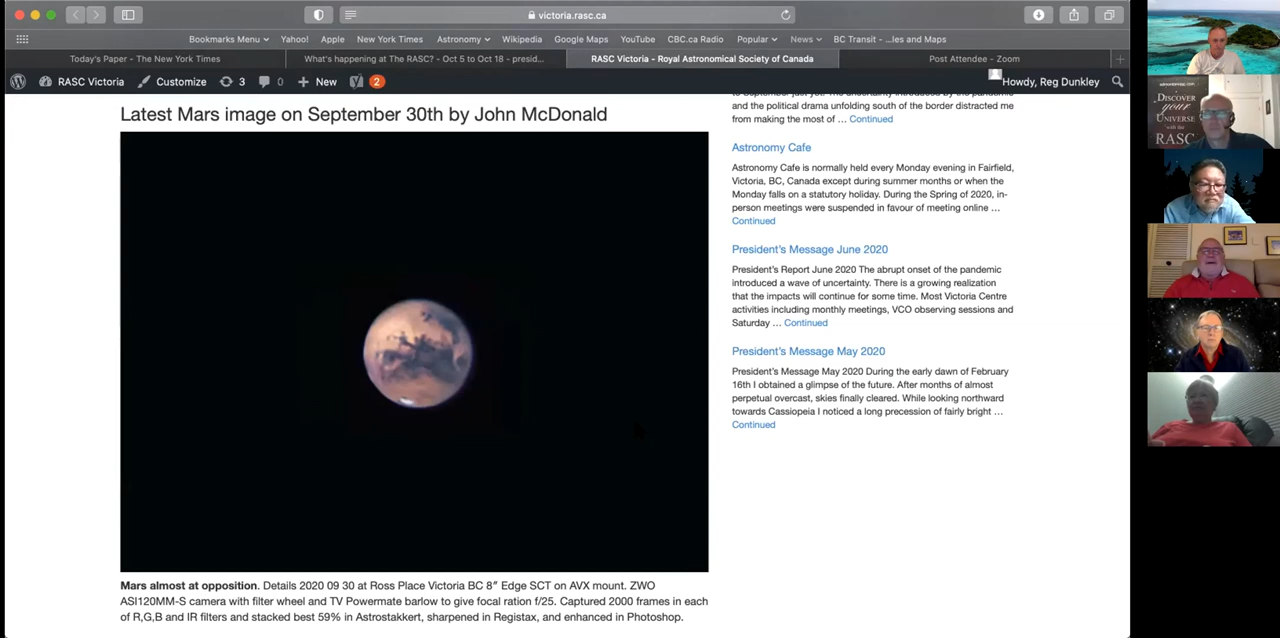 victoria.rasc.ca
Bookmarks Menu Yahoo! Apple New York Times Astronomy Wikipedia Google Maps YouTube CBC.ca Radio Popular News BC Transit - ...les and Maps
Today's Paper - The New York Times What's happening at The RASC? - Oct 5 to Oct 18 - presid... RASC Victoria - Royal Astronomical Society of Canada Post Attendee - Zoom
RASC Victoria Customize 3 0 + New 2 Howdy, Reg Dunkley
Latest Mars image on September 30th by John McDonald
Mars almost at opposition. Details 2020 09 30 at Ross Place Victoria BC 8″ Edge SCT on AVX mount. ZWO
ASI120MM-S camera with filter wheel and TV Powermate barlow to give focal ration f/25. Captured 2000 frames in each
of R,G,B and IR filters and stacked best 59% in Astrostakkert, sharpened in Registax, and enhanced in Photoshop.
and the political drama unfolding south of the border distracted me
from making the most of … Continued
Astronomy Cafe
Astronomy Cafe is normally held every Monday evening in Fairfield,
Victoria, BC, Canada except during summer months or when the
Monday falls on a statutory holiday. During the Spring of 2020, in-
person meetings were suspended in favour of meeting online …
Continued
President's Message June 2020
President's Report June 2020 The abrupt onset of the pandemic
introduced a wave of uncertainty. There is a growing realization
that the impacts will continue for some time. Most Victoria Centre
activities including monthly meetings, VCO observing sessions and
Saturday … Continued
President's Message May 2020
President's Message May 2020 During the early dawn of February
16th I obtained a glimpse of the future. After months of almost
perpetual overcast, skies finally cleared. While looking northward
towards Cassiopeia I noticed a long precession of fairly bright …
Continued
DISCOVER
your
UNIVERSE
with the
RASC